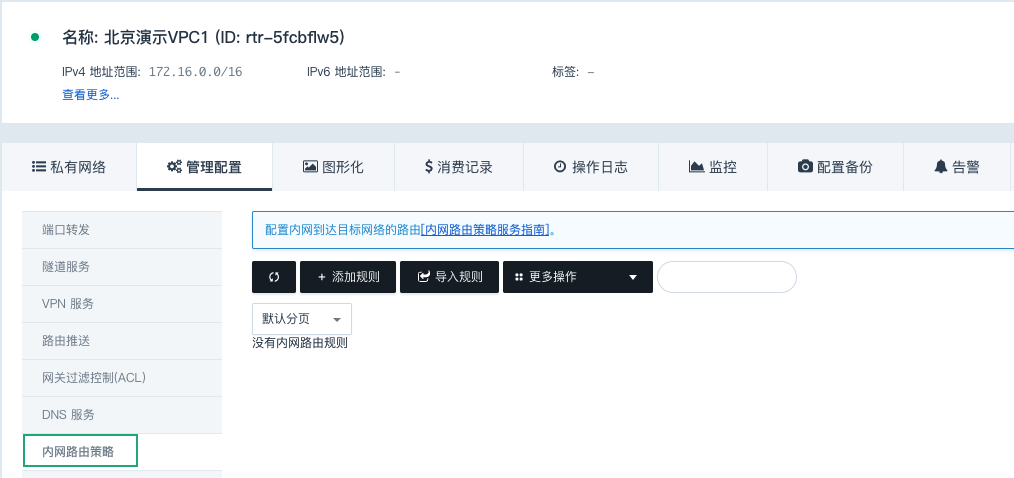 名称: 北京演示VPC1 (ID: rtr-5fcbflw5)
IPv4 地址范围: 172.16.0.0/16 IPv6 地址范围: - 标签: -
查看更多...
私有网络 管理配置 图形化 消费记录 操作日志 监控 配置备份 告警
端口转发
隧道服务
VPN 服务
路由推送
网关过滤控制(ACL)
DNS 服务
内网路由策略
配置内网到达目标网络的路由[内网路由策略服务指南]。
添加规则 导入规则 更多操作
默认分页
没有内网路由规则